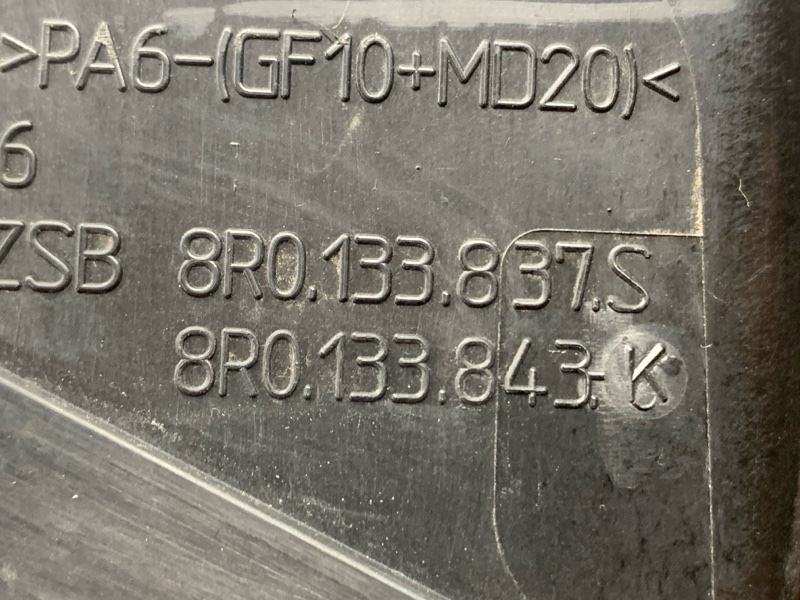 >PA6-(GF10+MD20)<
6
ZSB 8R0.133.837.S
8R0.133.843.K